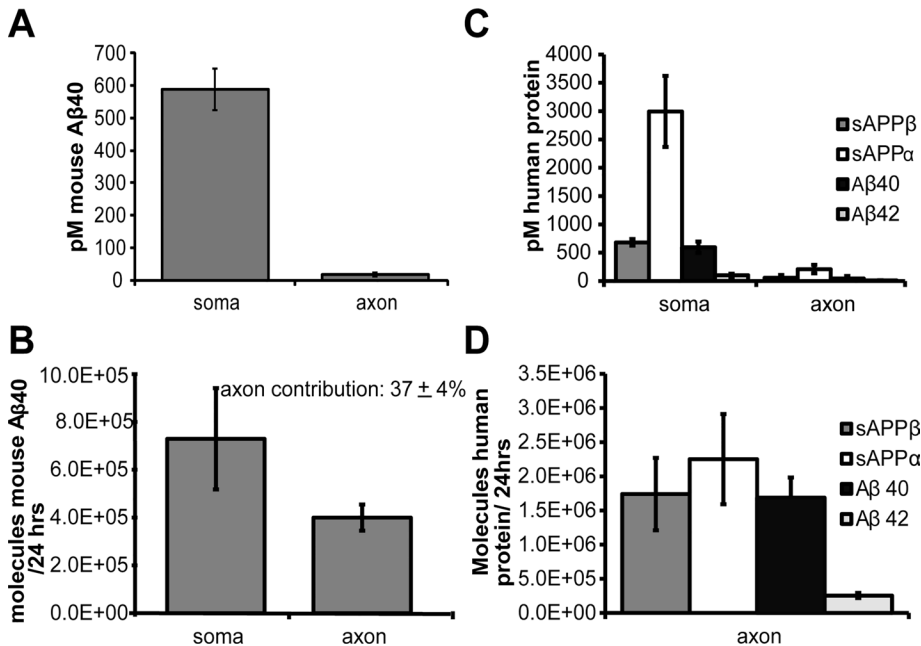 A
pM mouse Aβ40
700
600
500
400
300
200
100
0
soma
axon
C
pM human protein
4000
3500
3000
2500
2000
1500
1000
500
0
soma
axon
sAPPβ
sAPPα
Aβ40
Aβ42
B
molecules mouse Aβ40
/24 hrs
10.0E+05
8.0E+05
6.0E+05
4.0E+05
2.0E+05
0.0E+00
axon contribution: 37 ± 4%
soma
axon
D
Molecules human
protein/ 24hrs
3.5E+06
3.0E+06
2.5E+06
2.0E+06
1.5E+06
1.0E+06
5.0E+05
0.0E+00
axon
sAPPβ
sAPPα
Aβ 40
Aβ 42